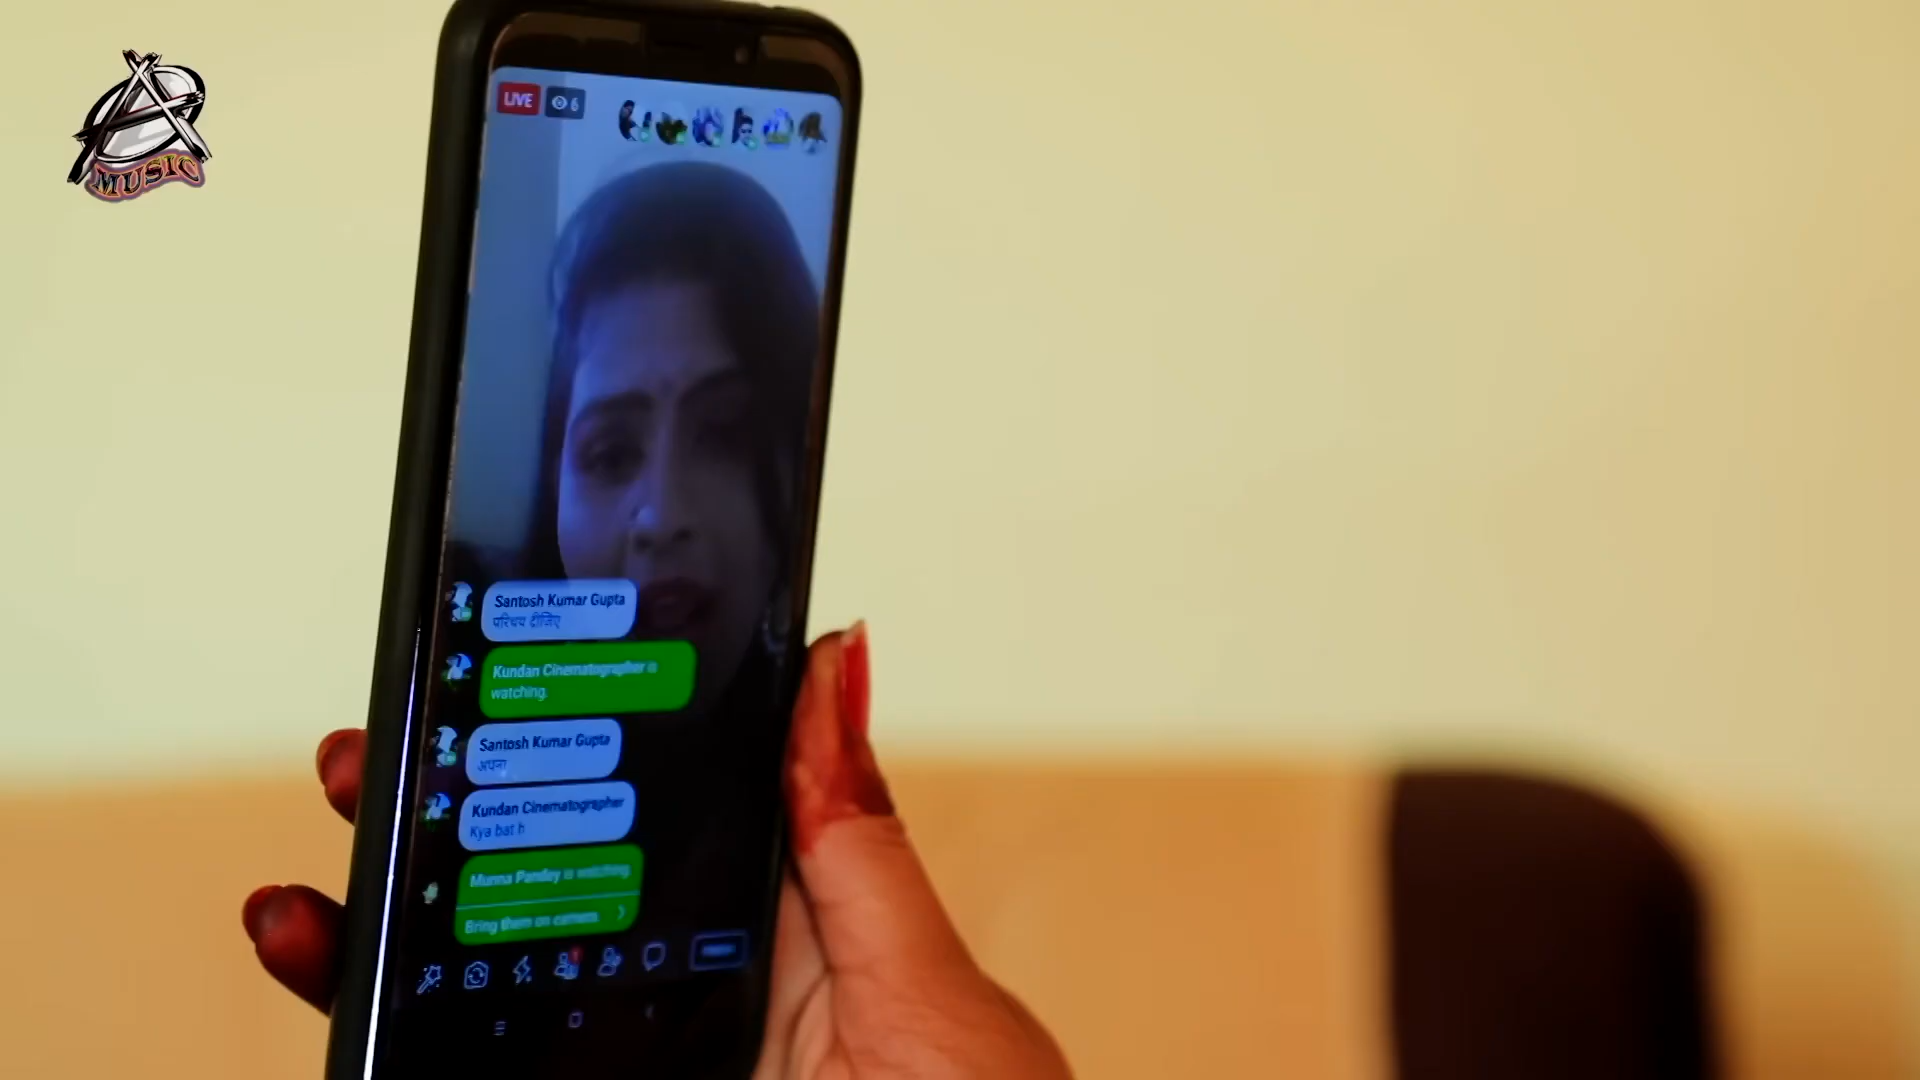 MUSIC
LIVE 6
Santosh Kumar Gupta
परिचय दीजिए
Kundan Cinematographer is
watching.
Santosh Kumar Gupta
अपना
Kundan Cinematographer
Kya bat h
Munna Pandey is watching
Bring them on camera